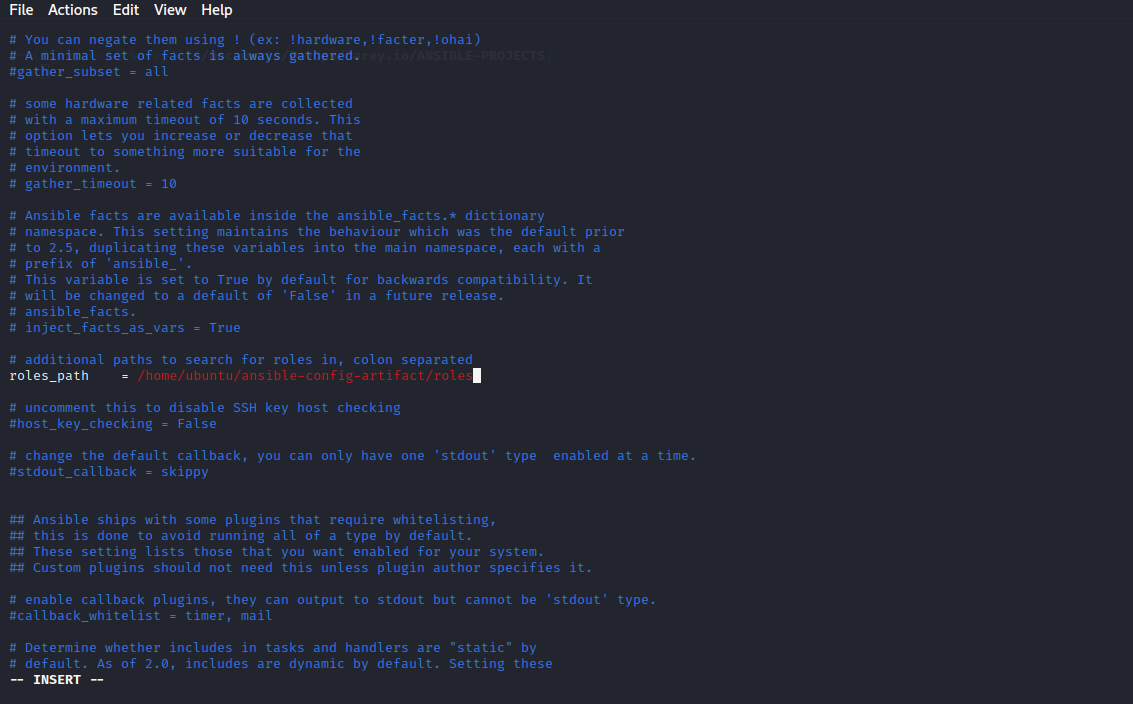 File Actions Edit View Help
# You can negate them using ! (ex: !hardware,!facter,!ohai)
# A minimal set of facts is always gathered.
#gather_subset = all
# some hardware related facts are collected
# with a maximum timeout of 10 seconds. This
# option lets you increase or decrease that
# timeout to something more suitable for the
# environment.
# gather_timeout = 10
# Ansible facts are available inside the ansible_facts.* dictionary
# namespace. This setting maintains the behaviour which was the default prior
# to 2.5, duplicating these variables into the main namespace, each with a
# prefix of 'ansible_'.
# This variable is set to True by default for backwards compatibility. It
# will be changed to a default of 'False' in a future release.
# ansible_facts.
# inject_facts_as_vars = True
# additional paths to search for roles in, colon separated
roles_path    = /home/ubuntu/ansible-config-artifact/roles
# uncomment this to disable SSH key host checking
#host_key_checking = False
# change the default callback, you can only have one 'stdout' type  enabled at a time.
#stdout_callback = skippy
## Ansible ships with some plugins that require whitelisting,
## this is done to avoid running all of a type by default.
## These setting lists those that you want enabled for your system.
## Custom plugins should not need this unless plugin author specifies it.
# enable callback plugins, they can output to stdout but cannot be 'stdout' type.
#callback_whitelist = timer, mail
# Determine whether includes in tasks and handlers are "static" by
# default. As of 2.0, includes are dynamic by default. Setting these
-- INSERT --